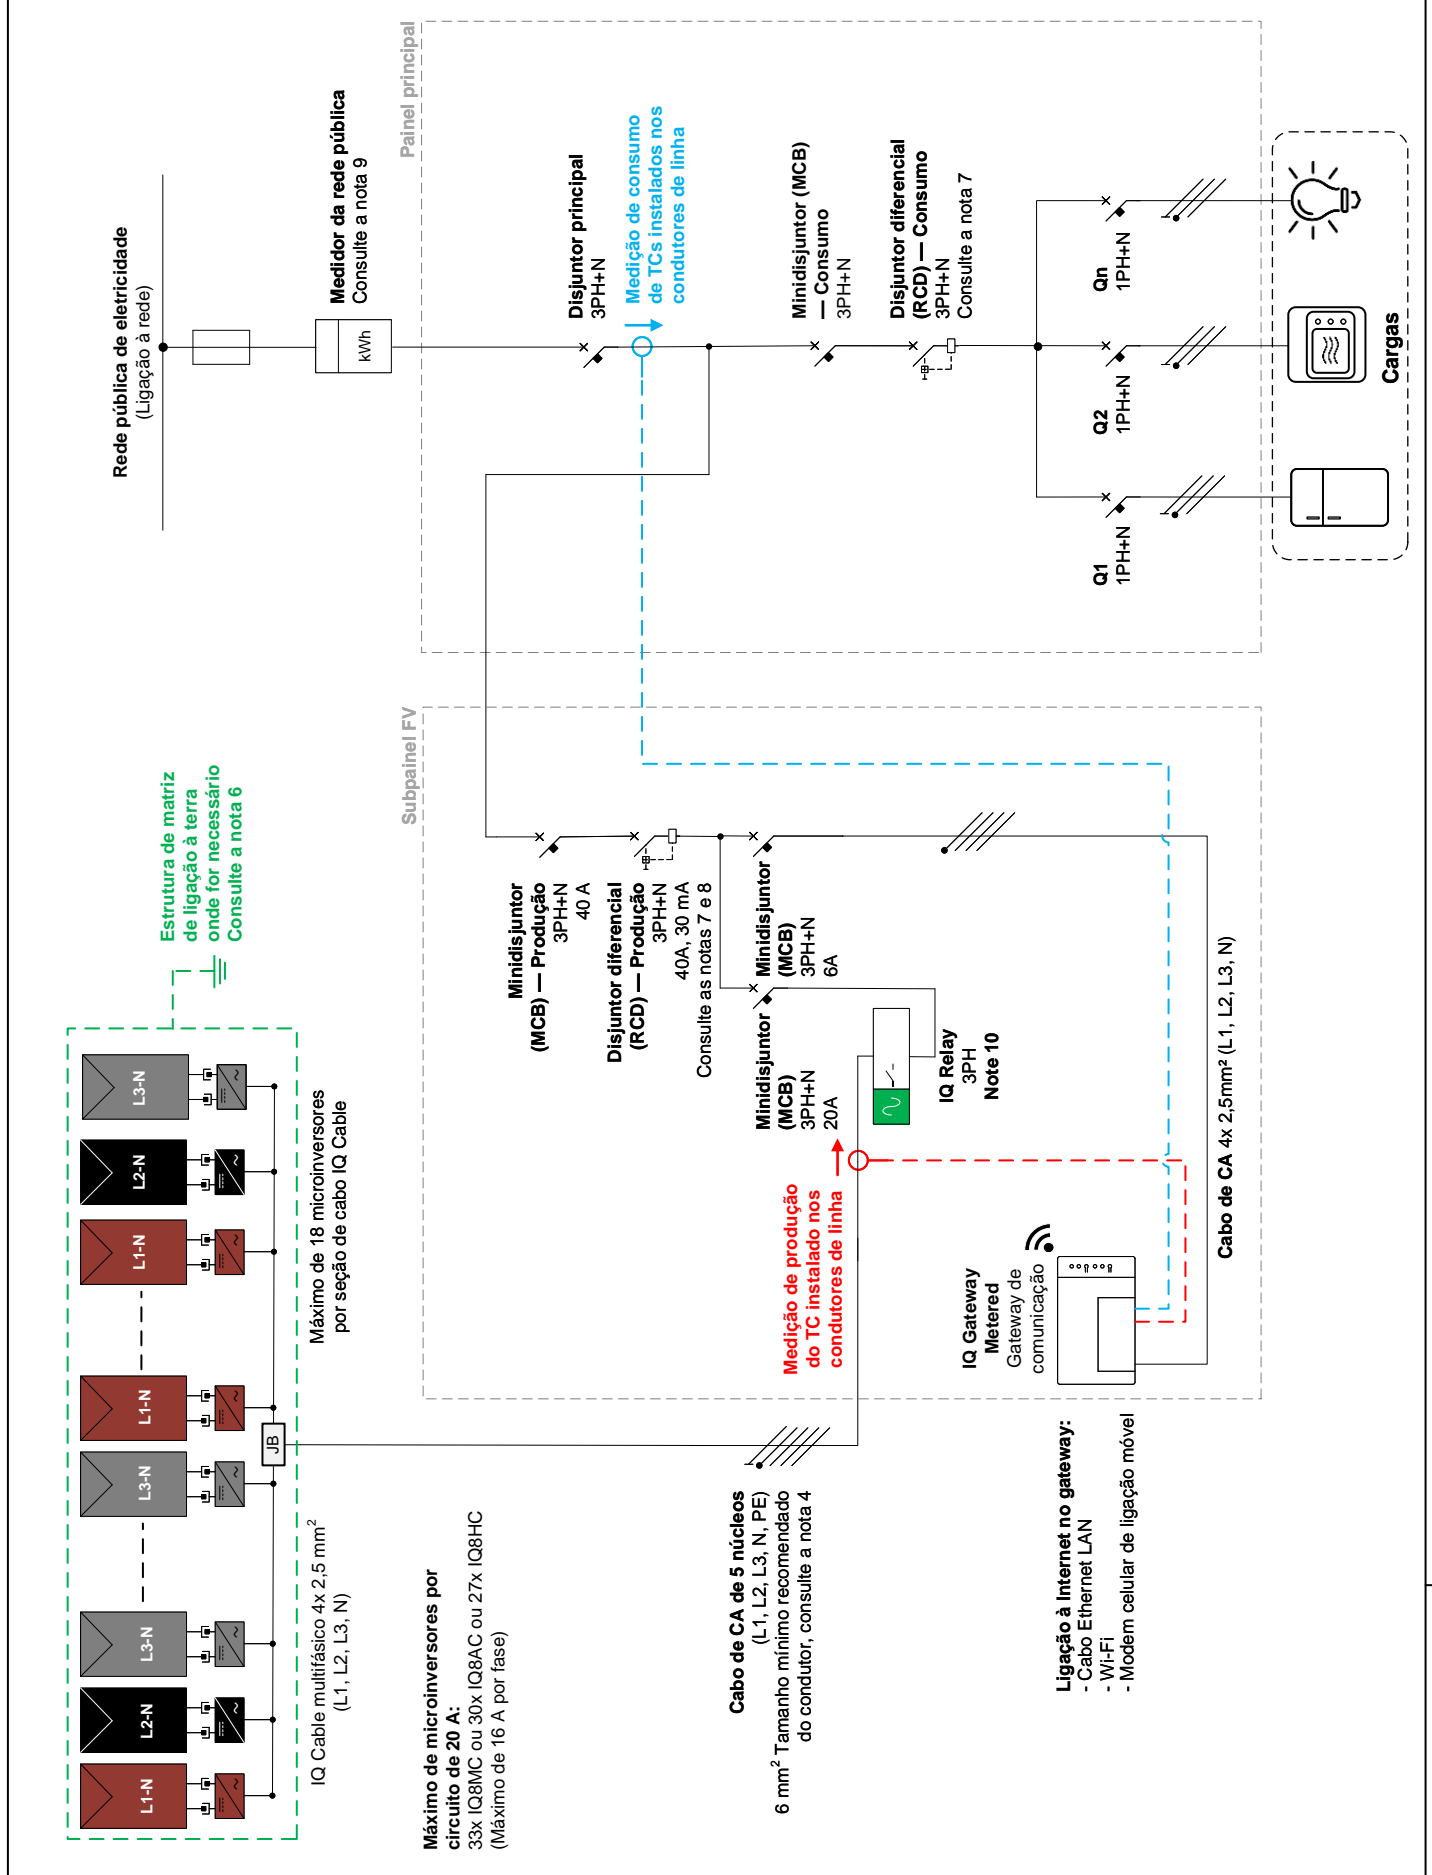 Rede pública de eletricidade
(Ligação à rede)
Medidor da rede pública
Consulte a nota 9
kWh
Painel principal
Disjuntor principal
3PH+N
Medição de consumo
de TCs instalados nos
condutores de linha
Minidisjuntor (MCB)
— Consumo
3PH+N
Disjuntor diferencial
(RCD) — Consumo
3PH+N
Consulte a nota 7
Q1
1PH+N
Q2
1PH+N
Qn
1PH+N
Cargas
Estrutura de matriz
de ligação à terra
onde for necessário
Consulte a nota 6
L1-N
L2-N
L3-N
L3-N
L1-N
L1-N
L2-N
L3-N
JB
IQ Cable multifásico 4x 2,5 mm²
(L1, L2, L3, N)
Máximo de 18 microinversores
por seção de cabo IQ Cable
Máximo de microinversores por
circuito de 20 A:
33x IQ8MC ou 30x IQ8AC ou 27x IQ8HC
(Máximo de 16 A por fase)
Subpainel FV
Minidisjuntor
(MCB) — Produção
3PH+N
40 A
Disjuntor diferencial
(RCD) — Produção
3PH+N
40A, 30 mA
Consulte as notas 7 e 8
Minidisjuntor
(MCB)
3PH+N
6A
Minidisjuntor
(MCB)
3PH+N
20A
IQ Relay
3PH
Note 10
Medição de produção
do TC instalado nos
condutores de linha
IQ Gateway
Metered
Gateway de
comunicação
Cabo de CA 4x 2,5mm² (L1, L2, L3, N)
Cabo de CA de 5 núcleos
(L1, L2, L3, N, PE)
6 mm² Tamanho mínimo recomendado
do condutor, consulte a nota 4
Ligação à Internet no gateway:
- Cabo Ethernet LAN
- Wi-Fi
- Modem celular de ligação móvel